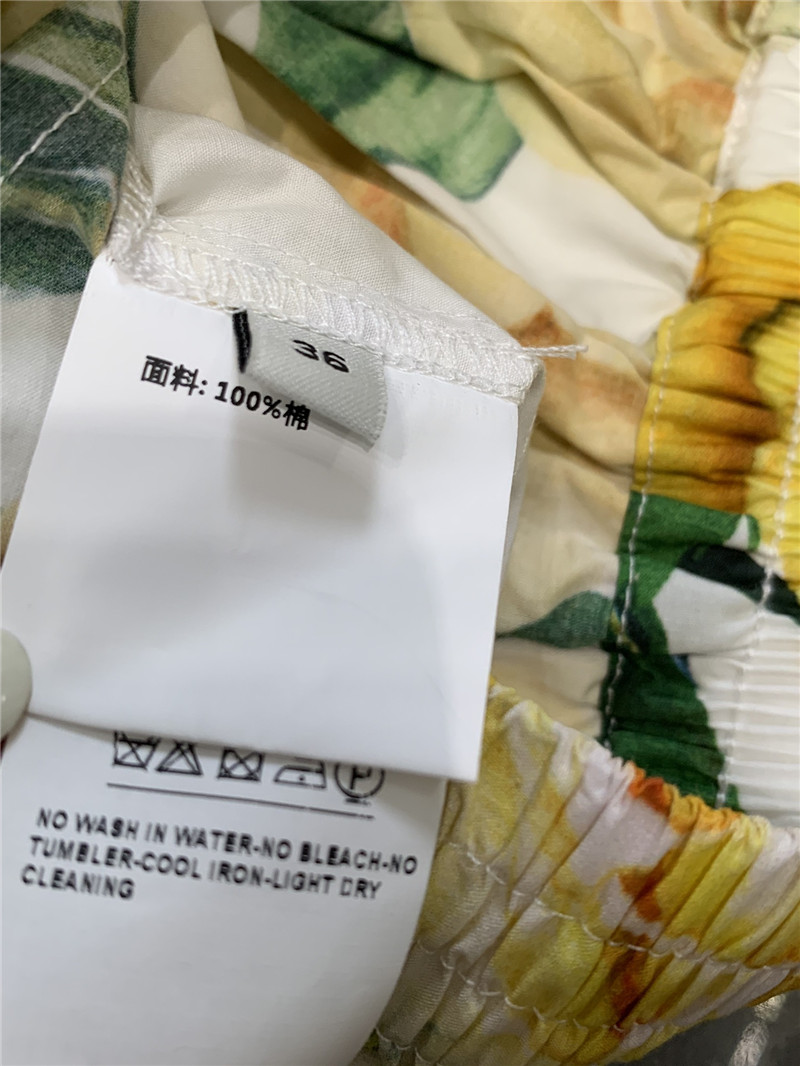 36
面料: 100%棉
P
NO WASH IN WATER-NO BLEACH-NO
TUMBLER-COOL IRON-LIGHT DRY
CLEANING